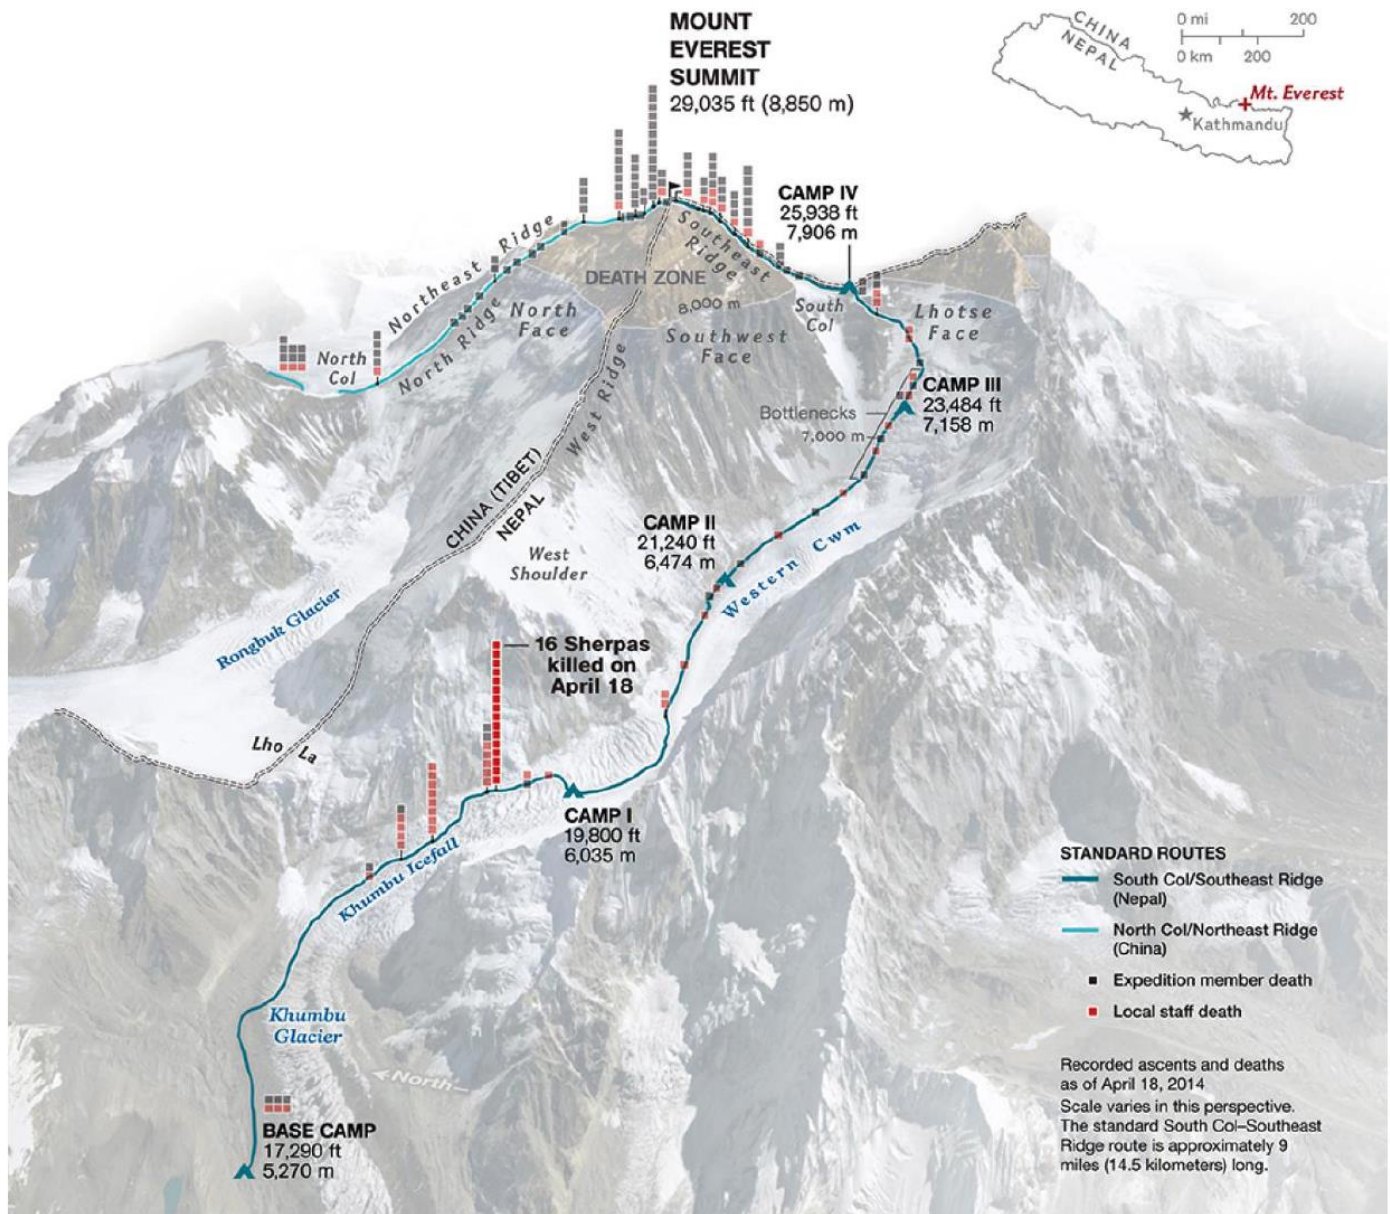 MOUNT
EVEREST
SUMMIT
29,035 ft (8,850 m)
CHINA
NEPAL
0 mi 200
0 km 200
Mt. Everest
Kathmandu
CAMP IV
25,938 ft
7,906 m
Northeast Ridge
North Ridge
North
Face
DEATH ZONE
8,000 m
Southeast
Ridge
Southwest
Face
South
Col
Lhotse
Face
North
Col
West Ridge
CAMP III
23,484 ft
7,158 m
Bottlenecks
7,000 m
CHINA (TIBET)
NEPAL
CAMP II
21,240 ft
6,474 m
Western Cwm
West
Shoulder
Rongbuk Glacier
16 Sherpas
killed on
April 18
Lho La
CAMP I
19,800 ft
6,035 m
Khumbu Icefall
Khumbu
Glacier
North
BASE CAMP
17,290 ft
5,270 m
STANDARD ROUTES
South Col/Southeast Ridge
(Nepal)
North Col/Northeast Ridge
(China)
Expedition member death
Local staff death
Recorded ascents and deaths
as of April 18, 2014
Scale varies in this perspective.
The standard South Col–Southeast
Ridge route is approximately 9
miles (14.5 kilometers) long.